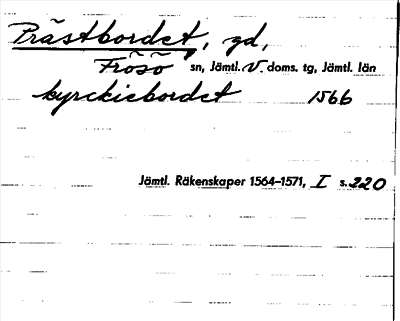 Prästbordet, gd,
Frösö sn, Jämtl. V. doms. tg, Jämtl. län
kyrckiebordet 1566
Jämtl. Räkenskaper 1564–1571, I s. 220